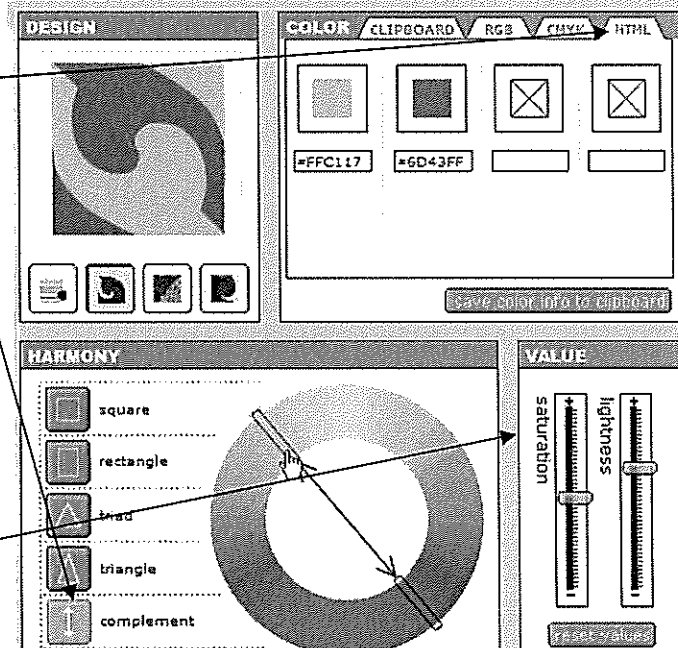 DESIGN
COLOR CLIPBOARD RGB CMYK HTML
#FFC117 #6D43FF
save color info to clipboard
HARMONY
square
rectangle
triad
triangle
complement
VALUE
saturation
lightness
reset values